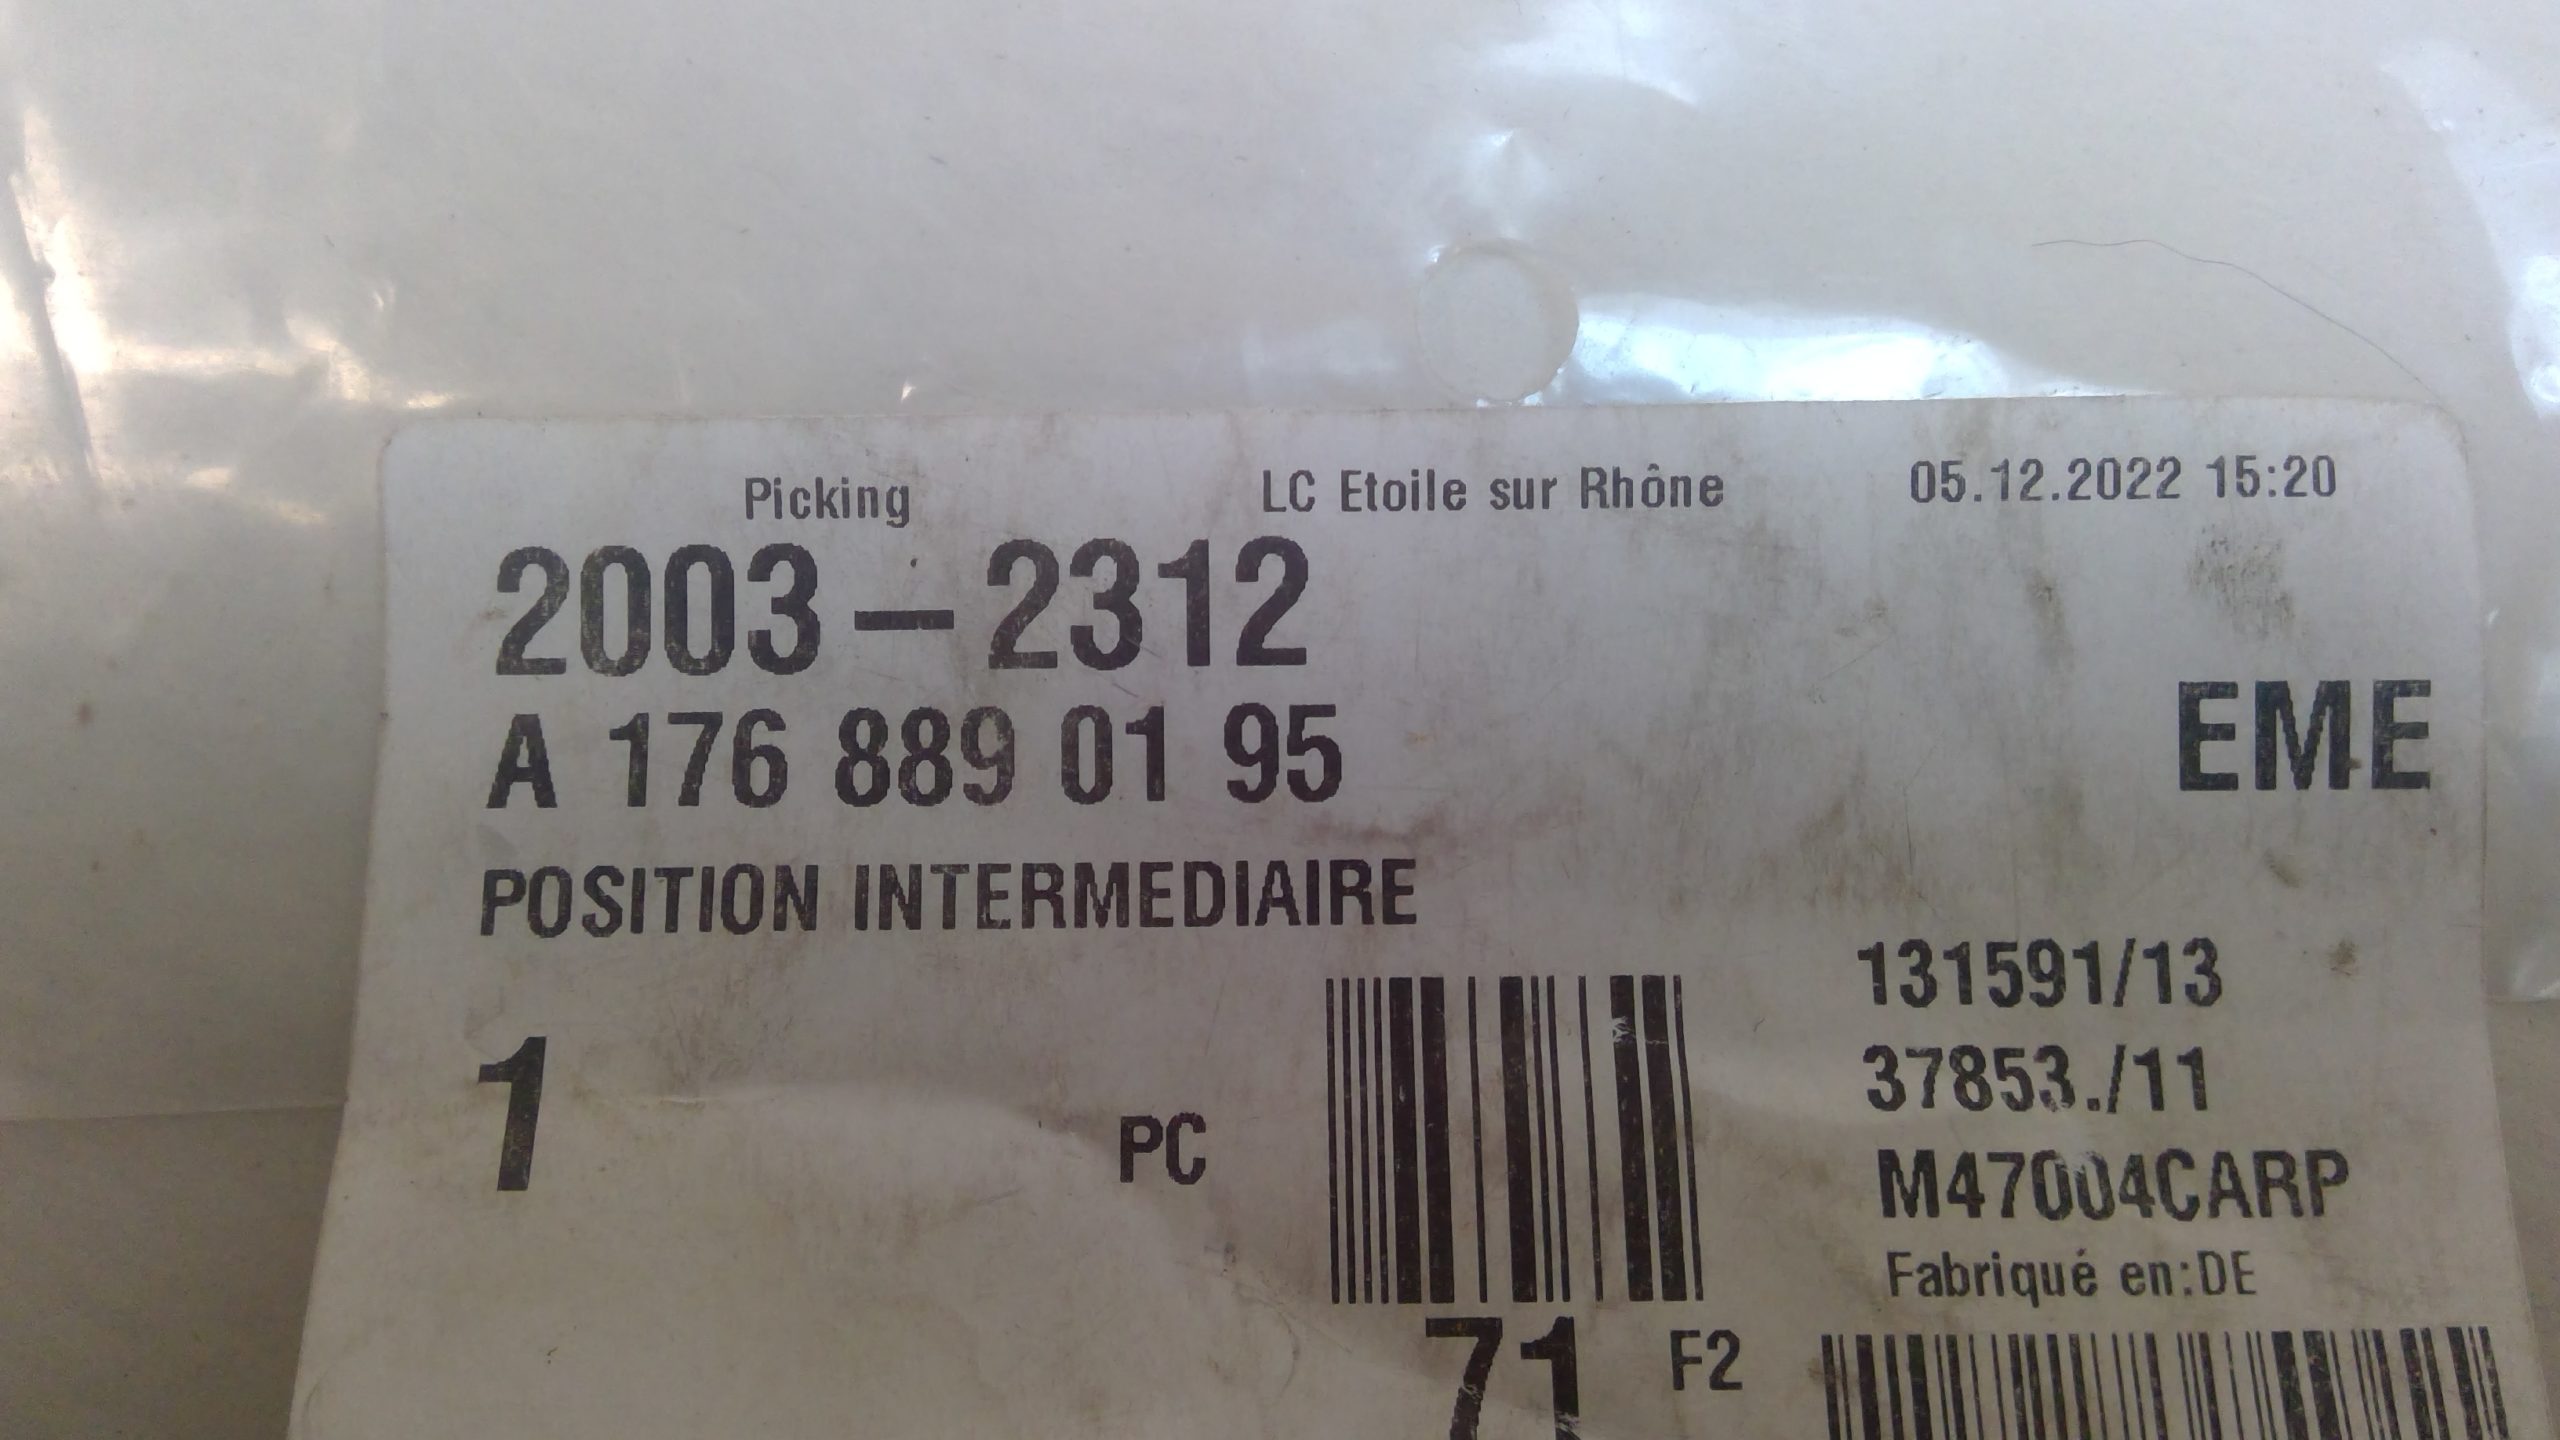 Picking LC Etoile sur Rhône 05.12.2022 15:20
2003 – 2312
A 176 889 01 95
EME
POSITION INTERMEDIAIRE
131591/13
37853./11
1 PC
M47004CARP
Fabriqué en:DE
71 F2